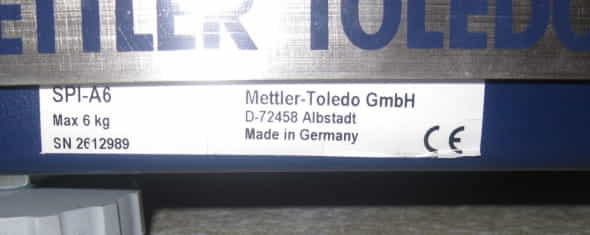 METTLER TOLEDO
SPI-A6
Max 6 kg
SN 2612989
Mettler-Toledo GmbH
D-72458 Albstadt
Made in Germany
CE